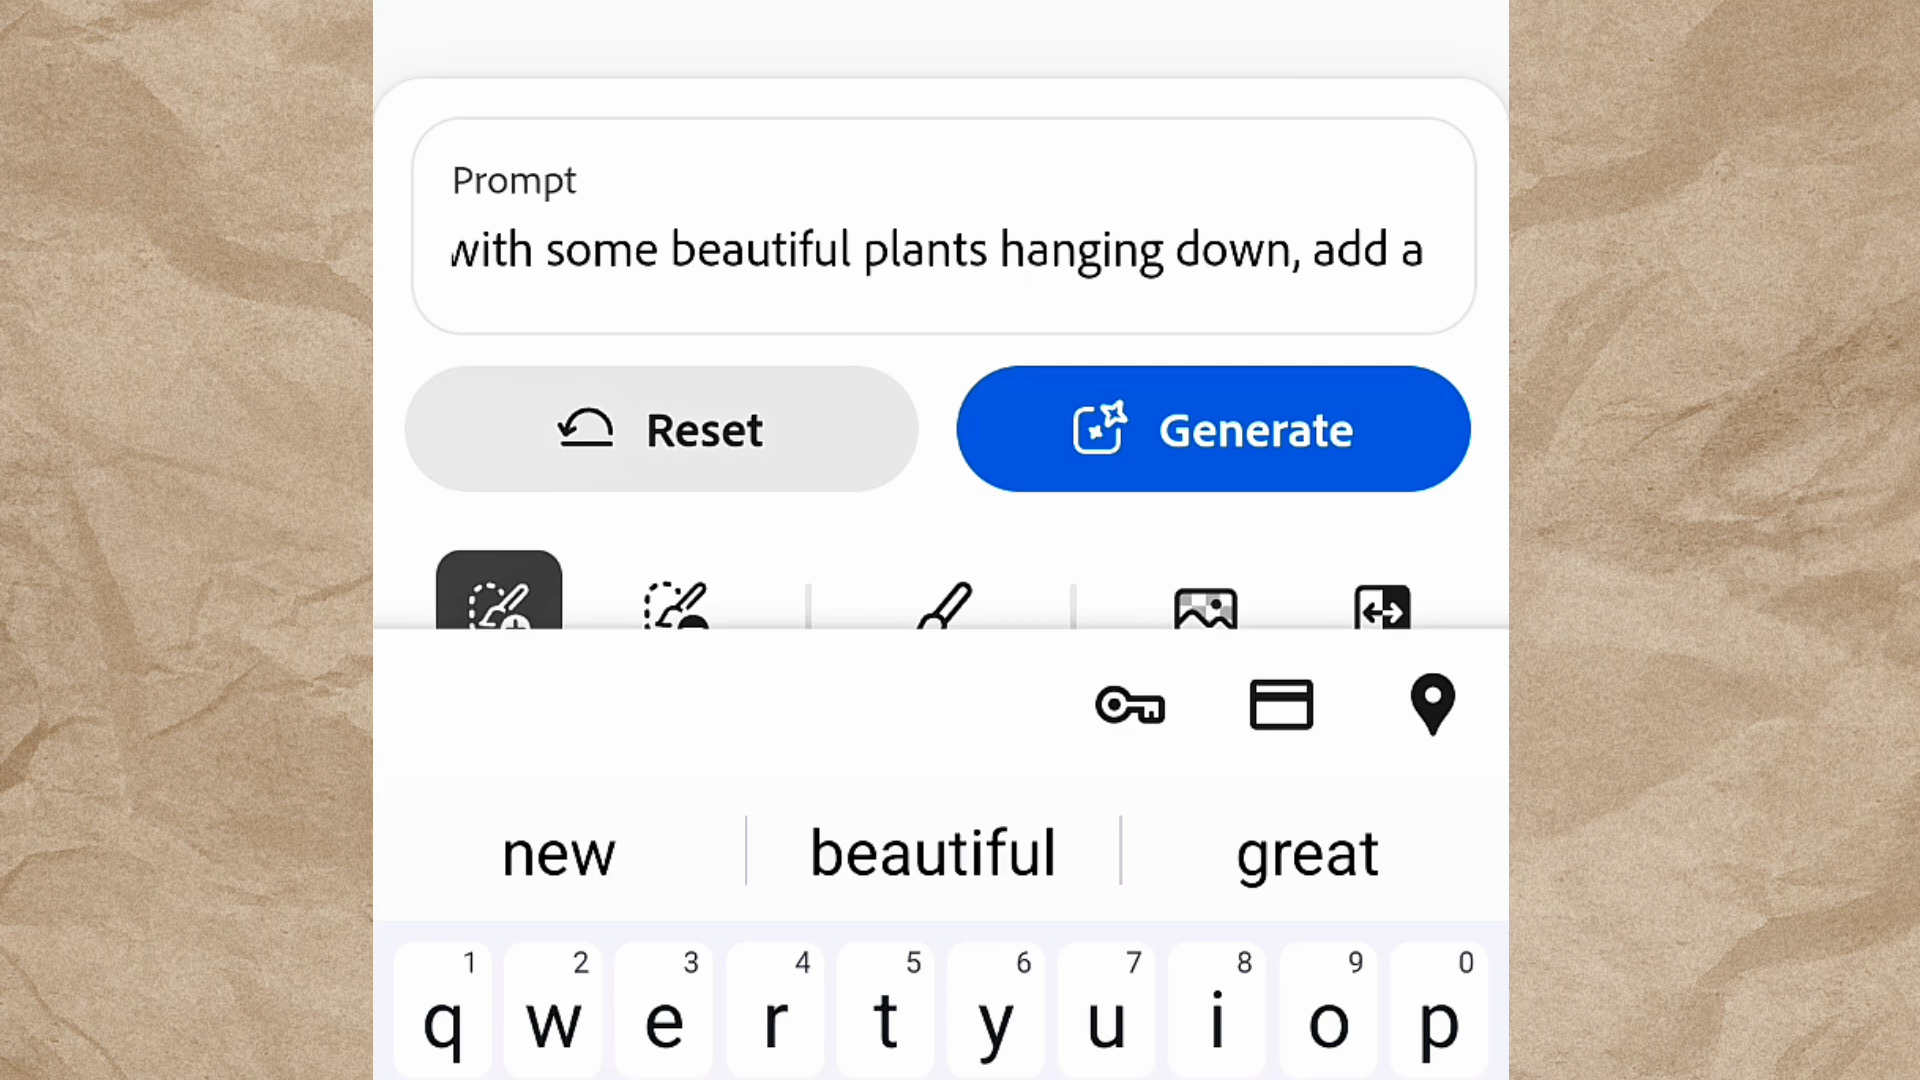 Prompt
with some beautiful plants hanging down, add a
Reset
Generate
new
beautiful
great
1 2 3 4 5 6 7 8 9 0
q w e r t y u i o p